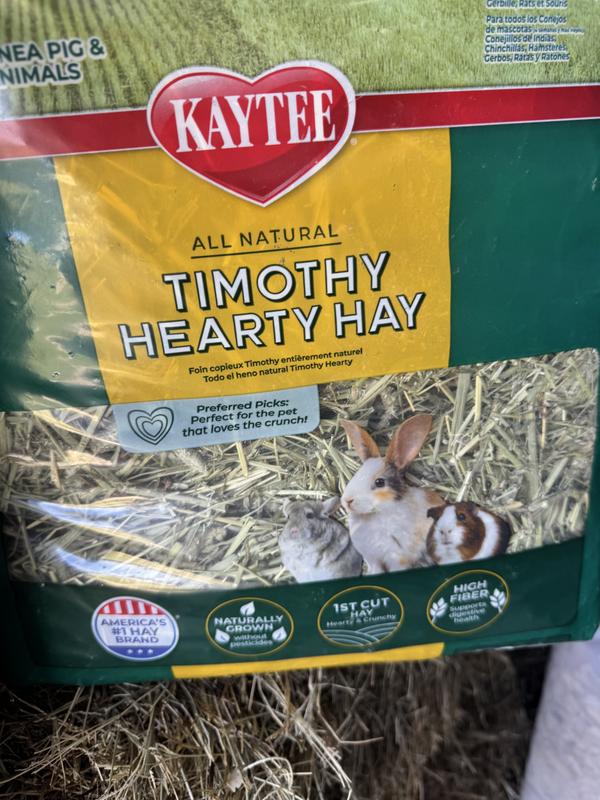 NEA PIG &
NIMALS
Gerbille, Rats et Souris
Para todos los Conejos
de mascotas
Conejillos de Indias,
Chinchillas, Hámsteres,
Gerbos, Ratas y Ratones
KAYTEE
ALL NATURAL
TIMOTHY
HEARTY HAY
Foin copieux Timothy entièrement naturel
Todo el heno natural Timothy Hearty
Preferred Picks:
Perfect for the pet
that loves the crunch!
AMERICA'S
#1 HAY
BRAND
NATURALLY
GROWN
without
pesticides
1ST CUT
HAY
Hearty & Crunchy
HIGH
FIBER
Supports
digestive
health